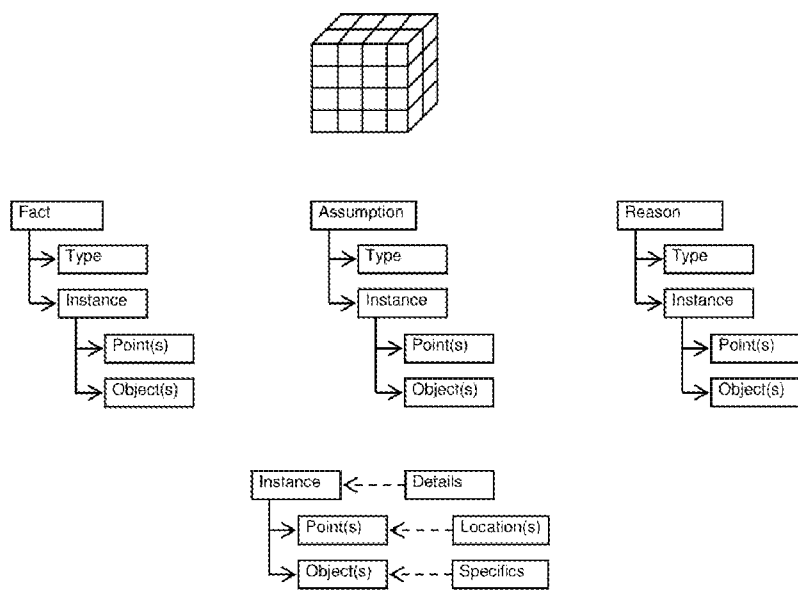 Fact
Assumption
Reason
Type
Type
Type
Instance
Instance
Instance
Point(s)
Point(s)
Point(s)
Object(s)
Object(s)
Object(s)
Instance
Details
Point(s)
Location(s)
Object(s)
Specifics